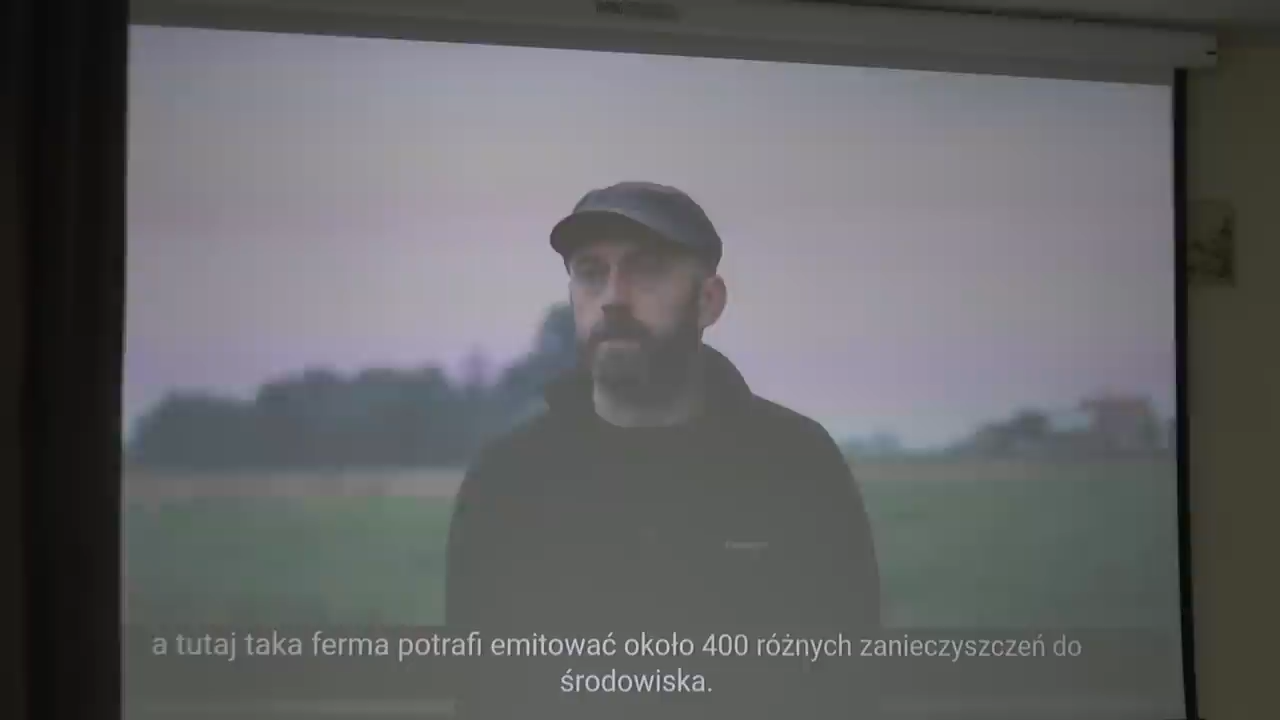 a tutaj taka ferma potrafi emitować około 400 różnych zanieczyszczeń do
środowiska.